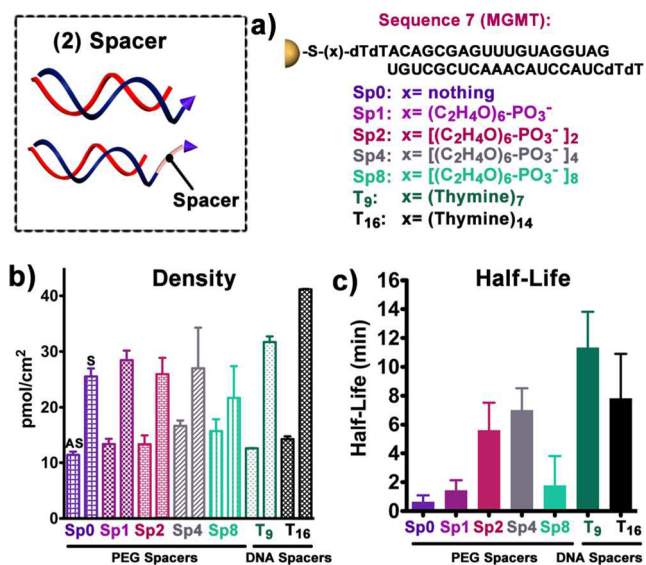 (2) Spacer
Spacer
a)
Sequence 7 (MGMT):
-S-(x)-dTdTACAGCGAGUUUGUAGGUAG
UGUCGCUCAAACAUCCAUCdTdT
Sp0: x= nothing
Sp1: x= (C₂H₄O)₆-PO₃⁻
Sp2: x= [(C₂H₄O)₆-PO₃⁻ ]₂
Sp4: x= [(C₂H₄O)₆-PO₃⁻ ]₄
Sp8: x= [(C₂H₄O)₆-PO₃⁻ ]₈
T₉: x= (Thymine)₇
T₁₆: x= (Thymine)₁₄
b)
Density
pmol/cm²
40
30
20
10
0
AS
S
Sp0 Sp1 Sp2 Sp4 Sp8 T₉ T₁₆
PEG Spacers DNA Spacers
c)
Half-Life
Half-Life (min)
16
14
12
10
8
6
4
2
0
Sp0 Sp1 Sp2 Sp4 Sp8 T₉ T₁₆
PEG Spacers DNA Spacers